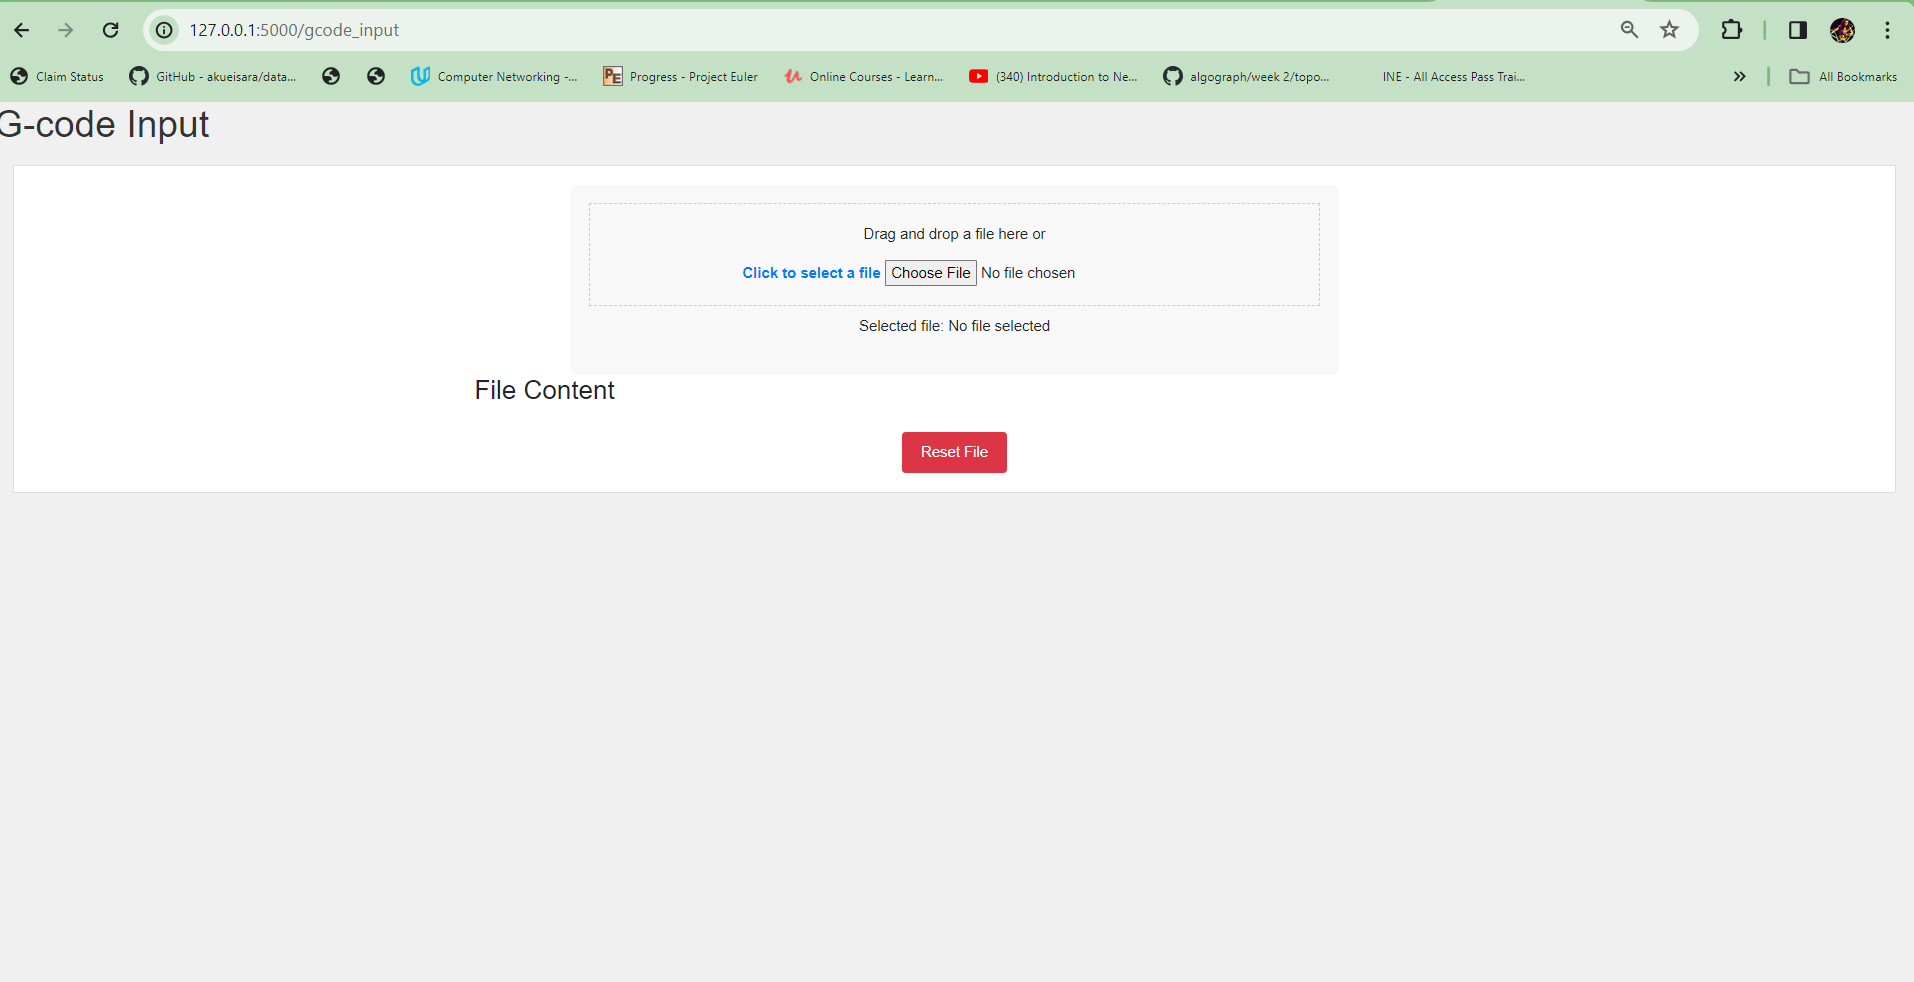 127.0.0.1:5000/gcode_input
Claim Status GitHub - akueisara/data... Computer Networking -... PE Progress - Project Euler Online Courses - Learn... (340) Introduction to Ne... algograph/week 2/topo... INE - All Access Pass Trai... All Bookmarks
G-code Input
Drag and drop a file here or
Click to select a file Choose File No file chosen
Selected file: No file selected
File Content
Reset File